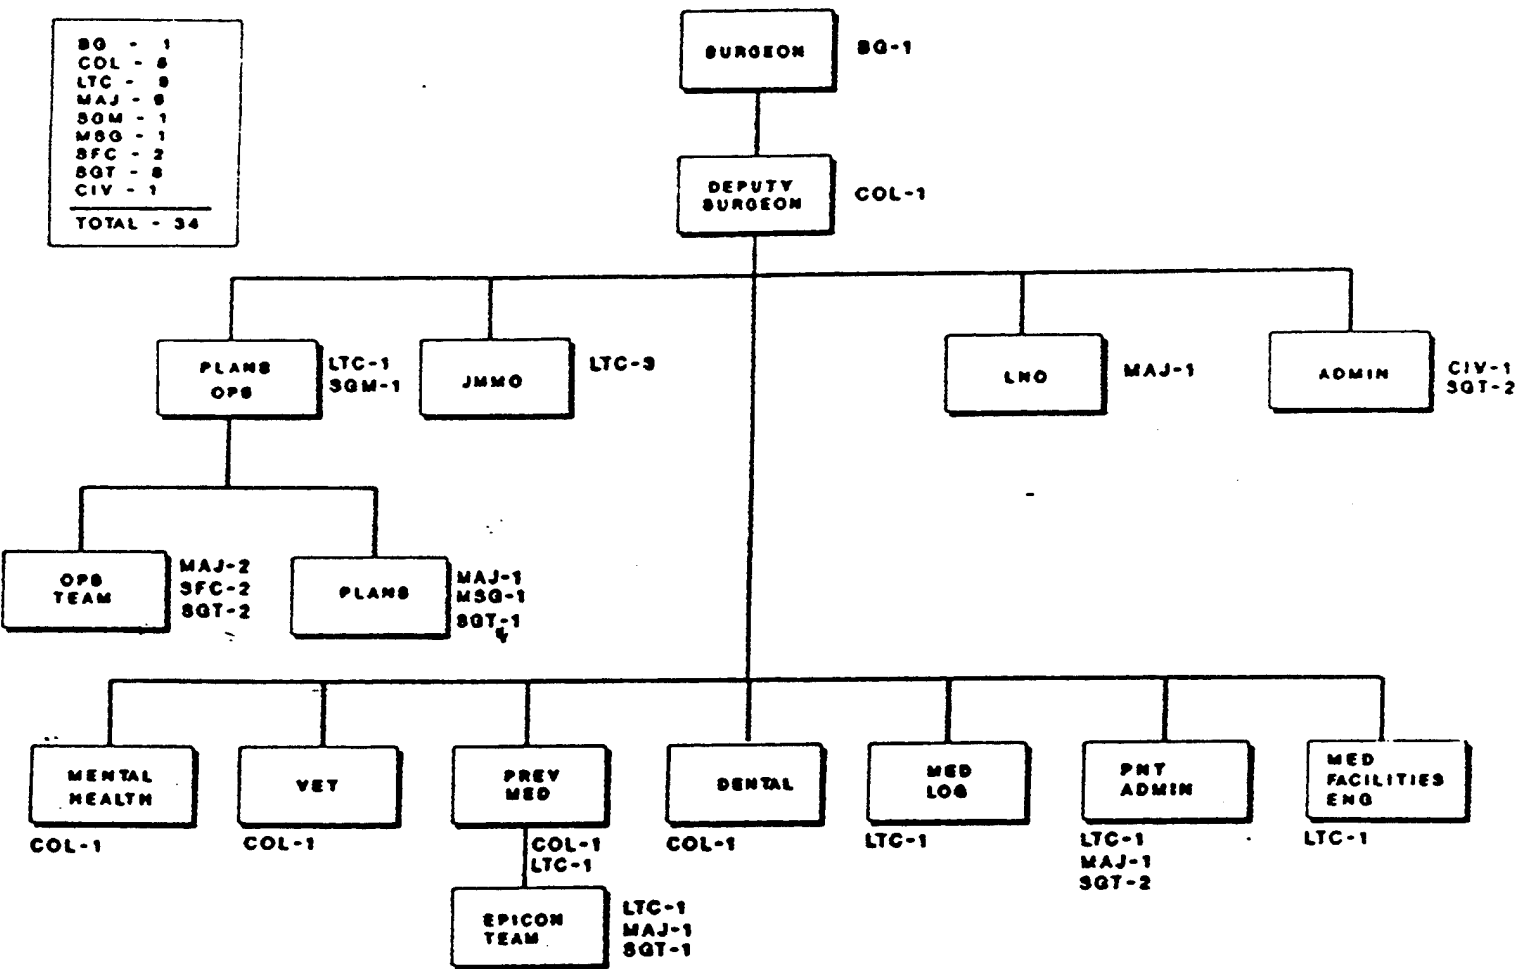 BG - 1
COL - 5
LTC - 9
MAJ - 6
SGM - 1
MSG - 1
SFC - 2
SGT - 8
CIV - 1
TOTAL - 34
SURGEON
BG-1
DEPUTY
SURGEON
COL-1
PLANS
OPS
LTC-1
SGM-1
JMMO
LTC-3
LNO
MAJ-1
ADMIN
CIV-1
SGT-2
OPS
TEAM
MAJ-2
SFC-2
SGT-2
PLANS
MAJ-1
MSG-1
SGT-1
MENTAL
HEALTH
COL-1
VET
COL-1
PREV
MED
COL-1
LTC-1
DENTAL
COL-1
MED
LOG
LTC-1
PNT
ADMIN
LTC-1
MAJ-1
SGT-2
MED
FACILITIES
ENG
LTC-1
EPICON
TEAM
LTC-1
MAJ-1
SGT-1